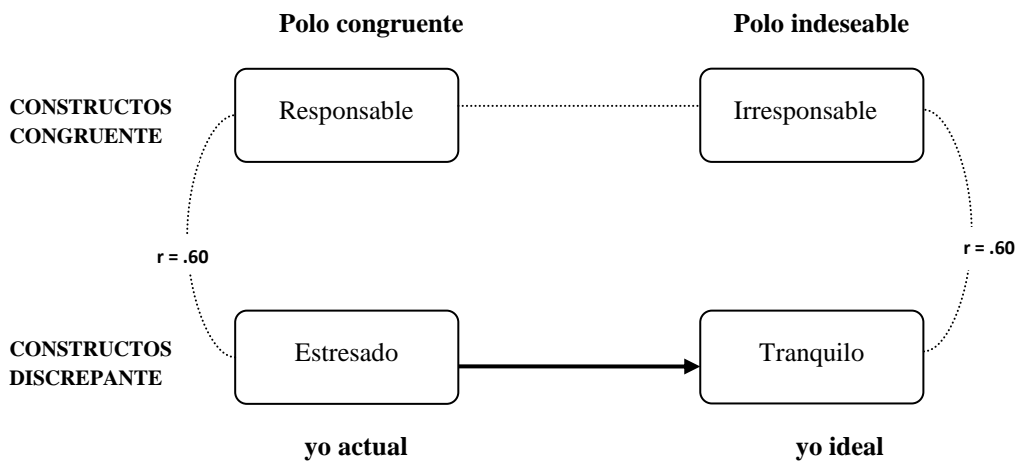 Polo congruente
Polo indeseable
CONSTRUCTOS
CONGRUENTE
Responsable
Irresponsable
r = .60
r = .60
CONSTRUCTOS
DISCREPANTE
Estresado
Tranquilo
yo actual
yo ideal